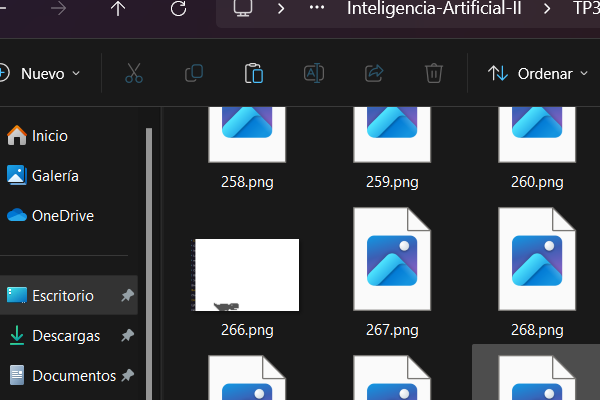 Inteligencia-Artificial-II
TP3
Nuevo
Ordenar
Inicio
Galería
OneDrive
Escritorio
Descargas
Documentos
258.png
259.png
260.png
266.png
267.png
268.png